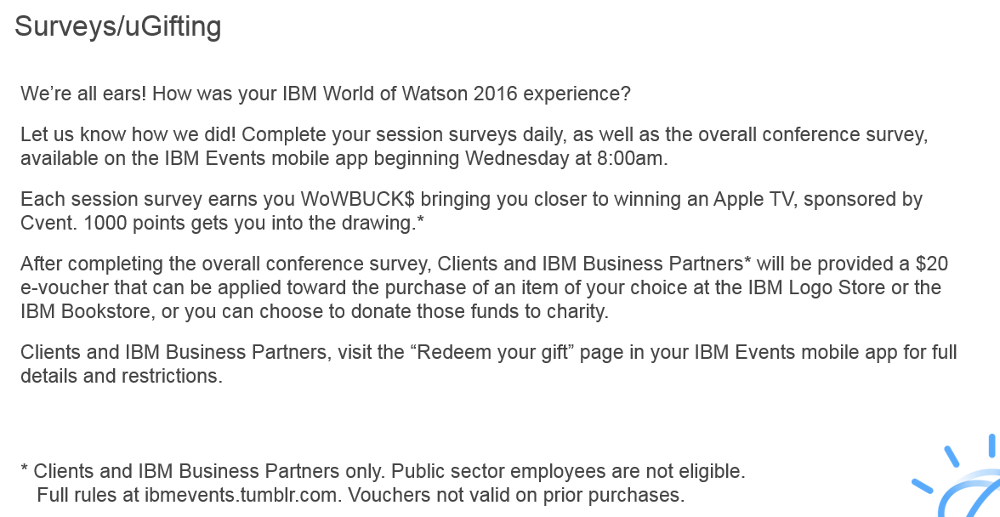 Surveys/uGifting
We’re all ears! How was your IBM World of Watson 2016 experience?
Let us know how we did! Complete your session surveys daily, as well as the overall conference survey,
available on the IBM Events mobile app beginning Wednesday at 8:00am.
Each session survey earns you WoWBUCK$ bringing you closer to winning an Apple TV, sponsored by
Cvent. 1000 points gets you into the drawing.*
After completing the overall conference survey, Clients and IBM Business Partners* will be provided a $20
e-voucher that can be applied toward the purchase of an item of your choice at the IBM Logo Store or the
IBM Bookstore, or you can choose to donate those funds to charity.
Clients and IBM Business Partners, visit the “Redeem your gift” page in your IBM Events mobile app for full
details and restrictions.
* Clients and IBM Business Partners only. Public sector employees are not eligible.
Full rules at ibmevents.tumblr.com. Vouchers not valid on prior purchases.